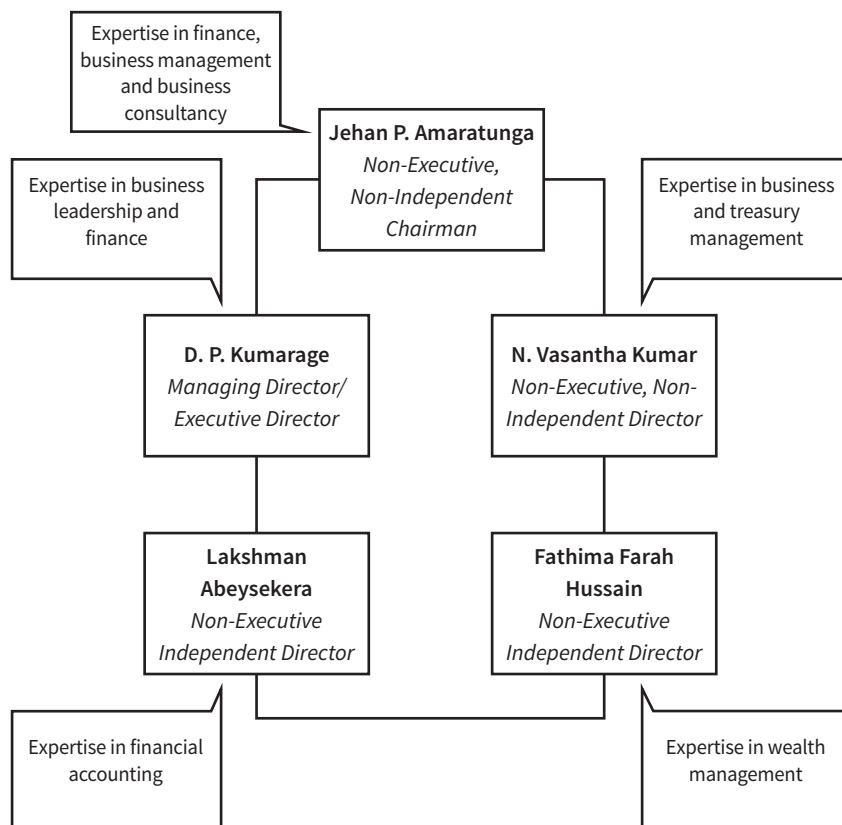 Expertise in finance,
business management
and business
consultancy
Jehan P. Amaratunga
Non-Executive,
Non-Independent
Chairman
Expertise in business
leadership and
finance
Expertise in business
and treasury
management
D. P. Kumarage
Managing Director/
Executive Director
N. Vasantha Kumar
Non-Executive, Non-
Independent Director
Lakshman
Abeysekera
Non-Executive
Independent Director
Fathima Farah
Hussain
Non-Executive
Independent Director
Expertise in financial
accounting
Expertise in wealth
management